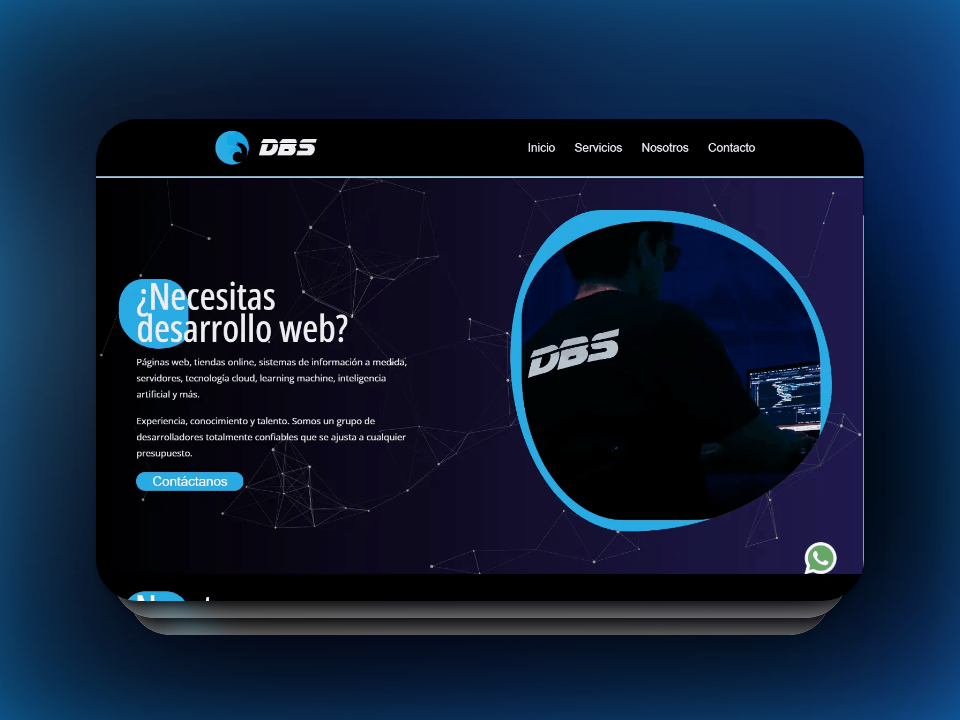 DBS
Inicio Servicios Nosotros Contacto
¿Necesitas
desarrollo web?
Páginas web, tiendas online, sistemas de información a medida,
servidores, tecnología cloud, learning machine, inteligencia
artificial y más.
Experiencia, conocimiento y talento. Somos un grupo de
desarrolladores totalmente confiables que se ajusta a cualquier
presupuesto.
Contáctanos
DBS